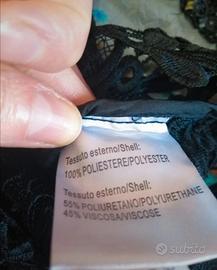 Tessuto esterno/Shell:
100% POLIESTERE/POLYESTER
Tessuto esterno/Shell:
55% POLIURETANO/POLYURETHANE
45% VISCOSA/VISCOSE
subito